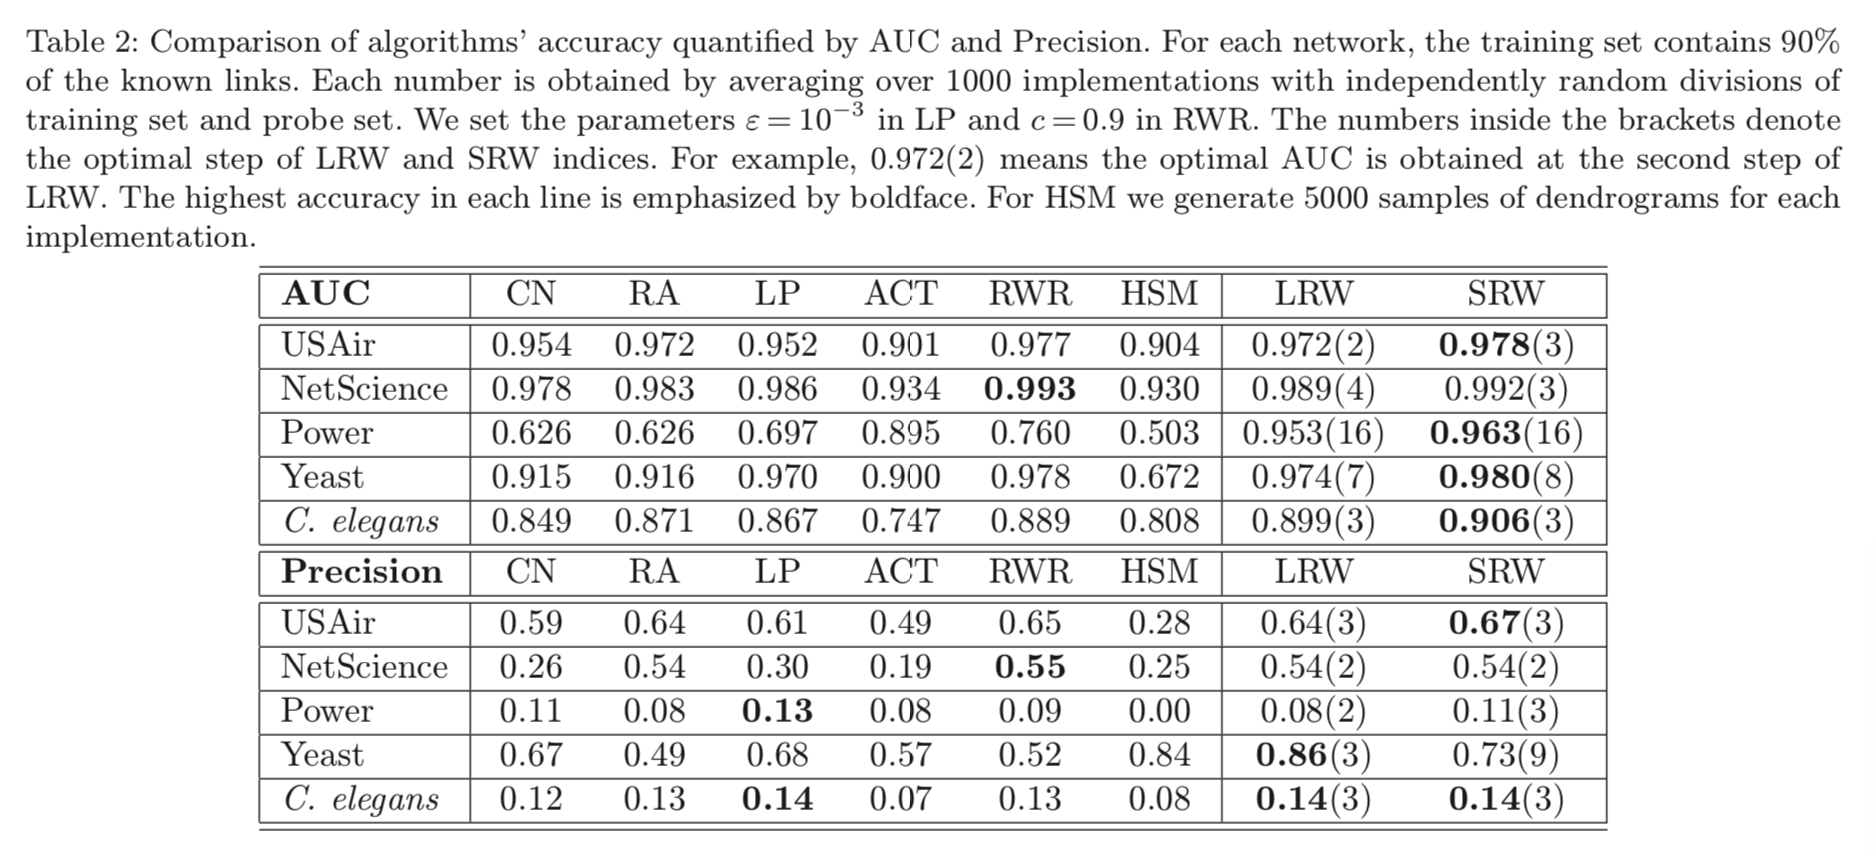 Table 2: Comparison of algorithms’ accuracy quantified by AUC and Precision. For each network, the training set contains 90%
of the known links. Each number is obtained by averaging over 1000 implementations with independently random divisions of
training set and probe set. We set the parameters ε = 10⁻³ in LP and c = 0.9 in RWR. The numbers inside the brackets denote
the optimal step of LRW and SRW indices. For example, 0.972(2) means the optimal AUC is obtained at the second step of
LRW. The highest accuracy in each line is emphasized by boldface. For HSM we generate 5000 samples of dendrograms for each
implementation.
AUC CN RA LP ACT RWR HSM LRW SRW
USAir 0.954 0.972 0.952 0.901 0.977 0.904 0.972(2) 0.978(3)
NetScience 0.978 0.983 0.986 0.934 0.993 0.930 0.989(4) 0.992(3)
Power 0.626 0.626 0.697 0.895 0.760 0.503 0.953(16) 0.963(16)
Yeast 0.915 0.916 0.970 0.900 0.978 0.672 0.974(7) 0.980(8)
C. elegans 0.849 0.871 0.867 0.747 0.889 0.808 0.899(3) 0.906(3)
Precision CN RA LP ACT RWR HSM LRW SRW
USAir 0.59 0.64 0.61 0.49 0.65 0.28 0.64(3) 0.67(3)
NetScience 0.26 0.54 0.30 0.19 0.55 0.25 0.54(2) 0.54(2)
Power 0.11 0.08 0.13 0.08 0.09 0.00 0.08(2) 0.11(3)
Yeast 0.67 0.49 0.68 0.57 0.52 0.84 0.86(3) 0.73(9)
C. elegans 0.12 0.13 0.14 0.07 0.13 0.08 0.14(3) 0.14(3)